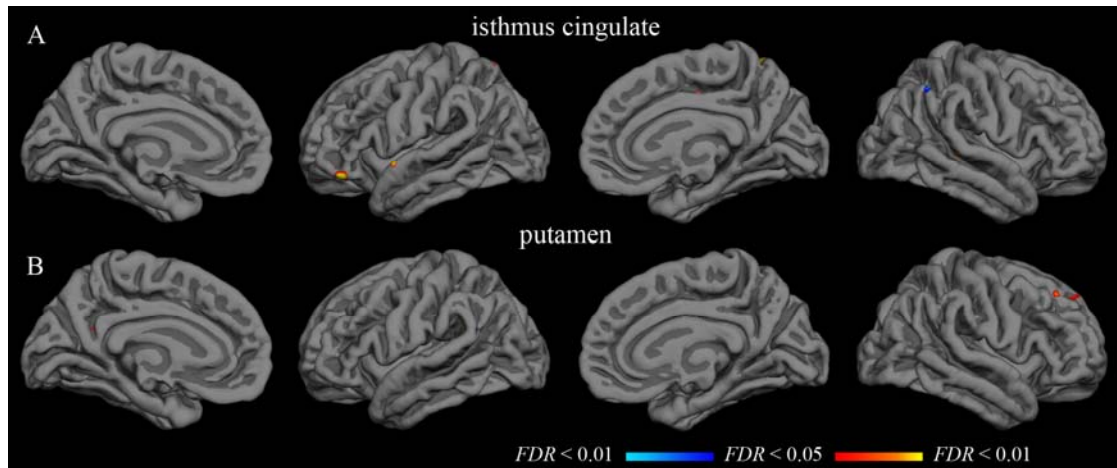 isthmus cingulate
A
putamen
B
FDR < 0.01 FDR < 0.05 FDR < 0.01